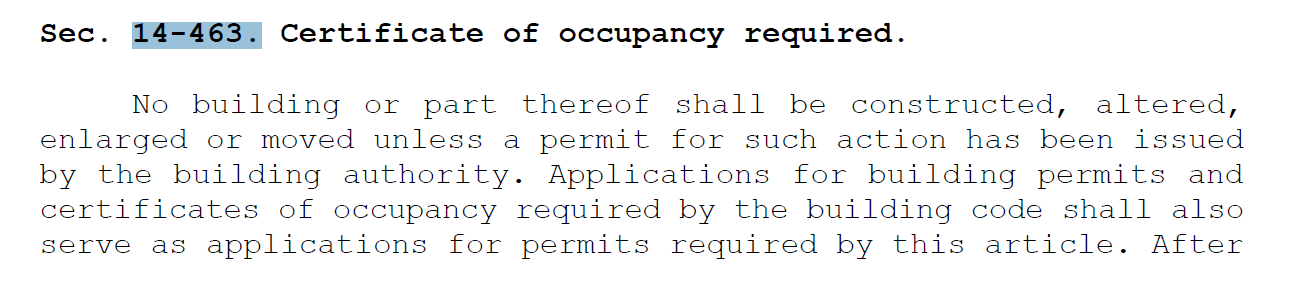 Sec. 14-463. Certificate of occupancy required.
No building or part thereof shall be constructed, altered,
enlarged or moved unless a permit for such action has been issued
by the building authority. Applications for building permits and
certificates of occupancy required by the building code shall also
serve as applications for permits required by this article. After